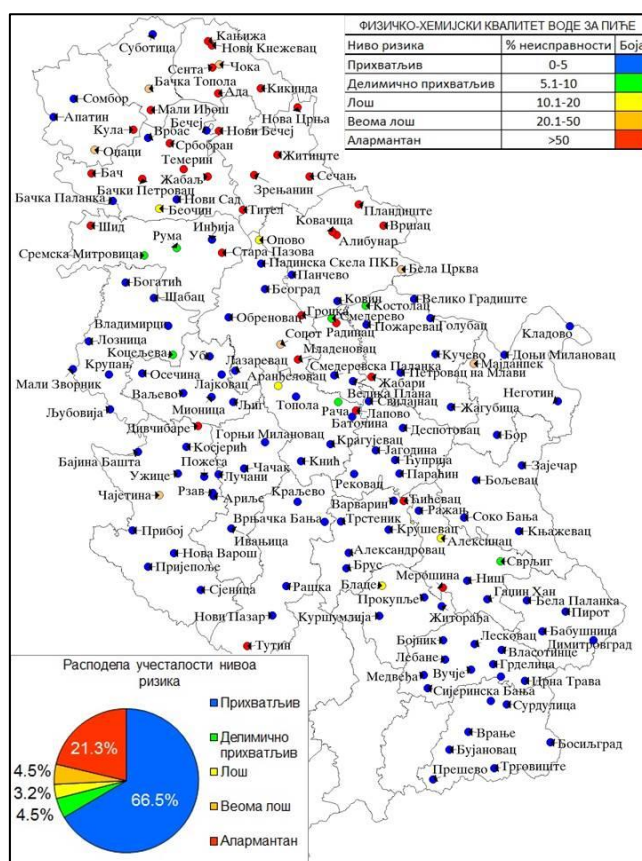 ФИЗИЧКО-ХЕМИЈСКИ КВАЛИТЕТ ВОДЕ ЗА ПИЋЕ
Ниво ризика % неисправности Боја
Прихватљив 0-5
Делимично прихватљив 5.1-10
Лош 10.1-20
Веома лош 20.1-50
Алармантан >50
Суботица
Кањижа
Нови Кнежевац
Сента
Чока
Бачка Топола
Ада
Кикинда
Сомбор
Апатин
Мали Иђош
Нова Црња
Кула
Врбас
Бечеј
Нови Бечеј
Србобран
Оџаци
Темерин
Житиште
Бач
Жабаљ
Бачки Петровац
Зрењанин
Сечањ
Бачка Паланка
Нови Сад
Беочин
Тител
Пландиште
Ковачица
Вршац
Шид
Инђија
Опово
Алибунар
Рума
Сремска Митровица
Стара Пазова
Падинска Скела ПКБ
Бела Црква
Панчево
Богатић
Београд
Шабац
Ковин
Костолац
Велико Градиште
Обреновац
Гроцка
Смедерево
Владимирци
Пожаревац
Голубац
Кладово
Лозница
Сопот
Радинац
Коцељева
Уб
Младеновац
Кучево
Доњи Милановац
Крупањ
Лазаревац
Смедеревска Паланка
Мајданпек
Мали Зворник
Осечина
Аранђеловац
Петровац на Млави
Лајковац
Жабари
Ваљево
Велика Плана
Неготин
Мионица
Љиг
Топола
Свилајнац
Љубовија
Рача
Лапово
Жагубица
Дивчибаре
Баточина
Горњи Милановац
Деспотовац
Бор
Косјерић
Крагујевац
Бајина Башта
Јагодина
Пожега
Чачак
Кнић
Ћуприја
Зајечар
Ужице
Лучани
Рековац
Параћин
Бољевац
Чајетина
Рзав
Ариље
Краљево
Варварин
Ћићевац
Ражањ
Врњачка Бања
Трстеник
Соко Бања
Прибој
Ивањица
Крушевац
Алексинац
Књажевац
Нова Варош
Александровац
Пријепоље
Брус
Сврљиг
Блаце
Мерошина
Ниш
Сјеница
Рашка
Прокупље
Гаџин Хан
Бела Паланка
Нови Пазар
Куршумлија
Житорађа
Пирот
Бабушница
Тутин
Бојник
Лесковац
Димитровград
Лебане
Власотинце
Медвеђа
Вучје
Грделица
Сијеринска Бања
Црна Трава
Сурдулица
Врање
Бујановац
Босиљград
Прешево
Трговиште
Расподела учесталости нивоа
ризика
21.3%
4.5%
3.2%
4.5%
66.5%
Прихватљив
Делимично
прихватљив
Лош
Веома лош
Алармантан